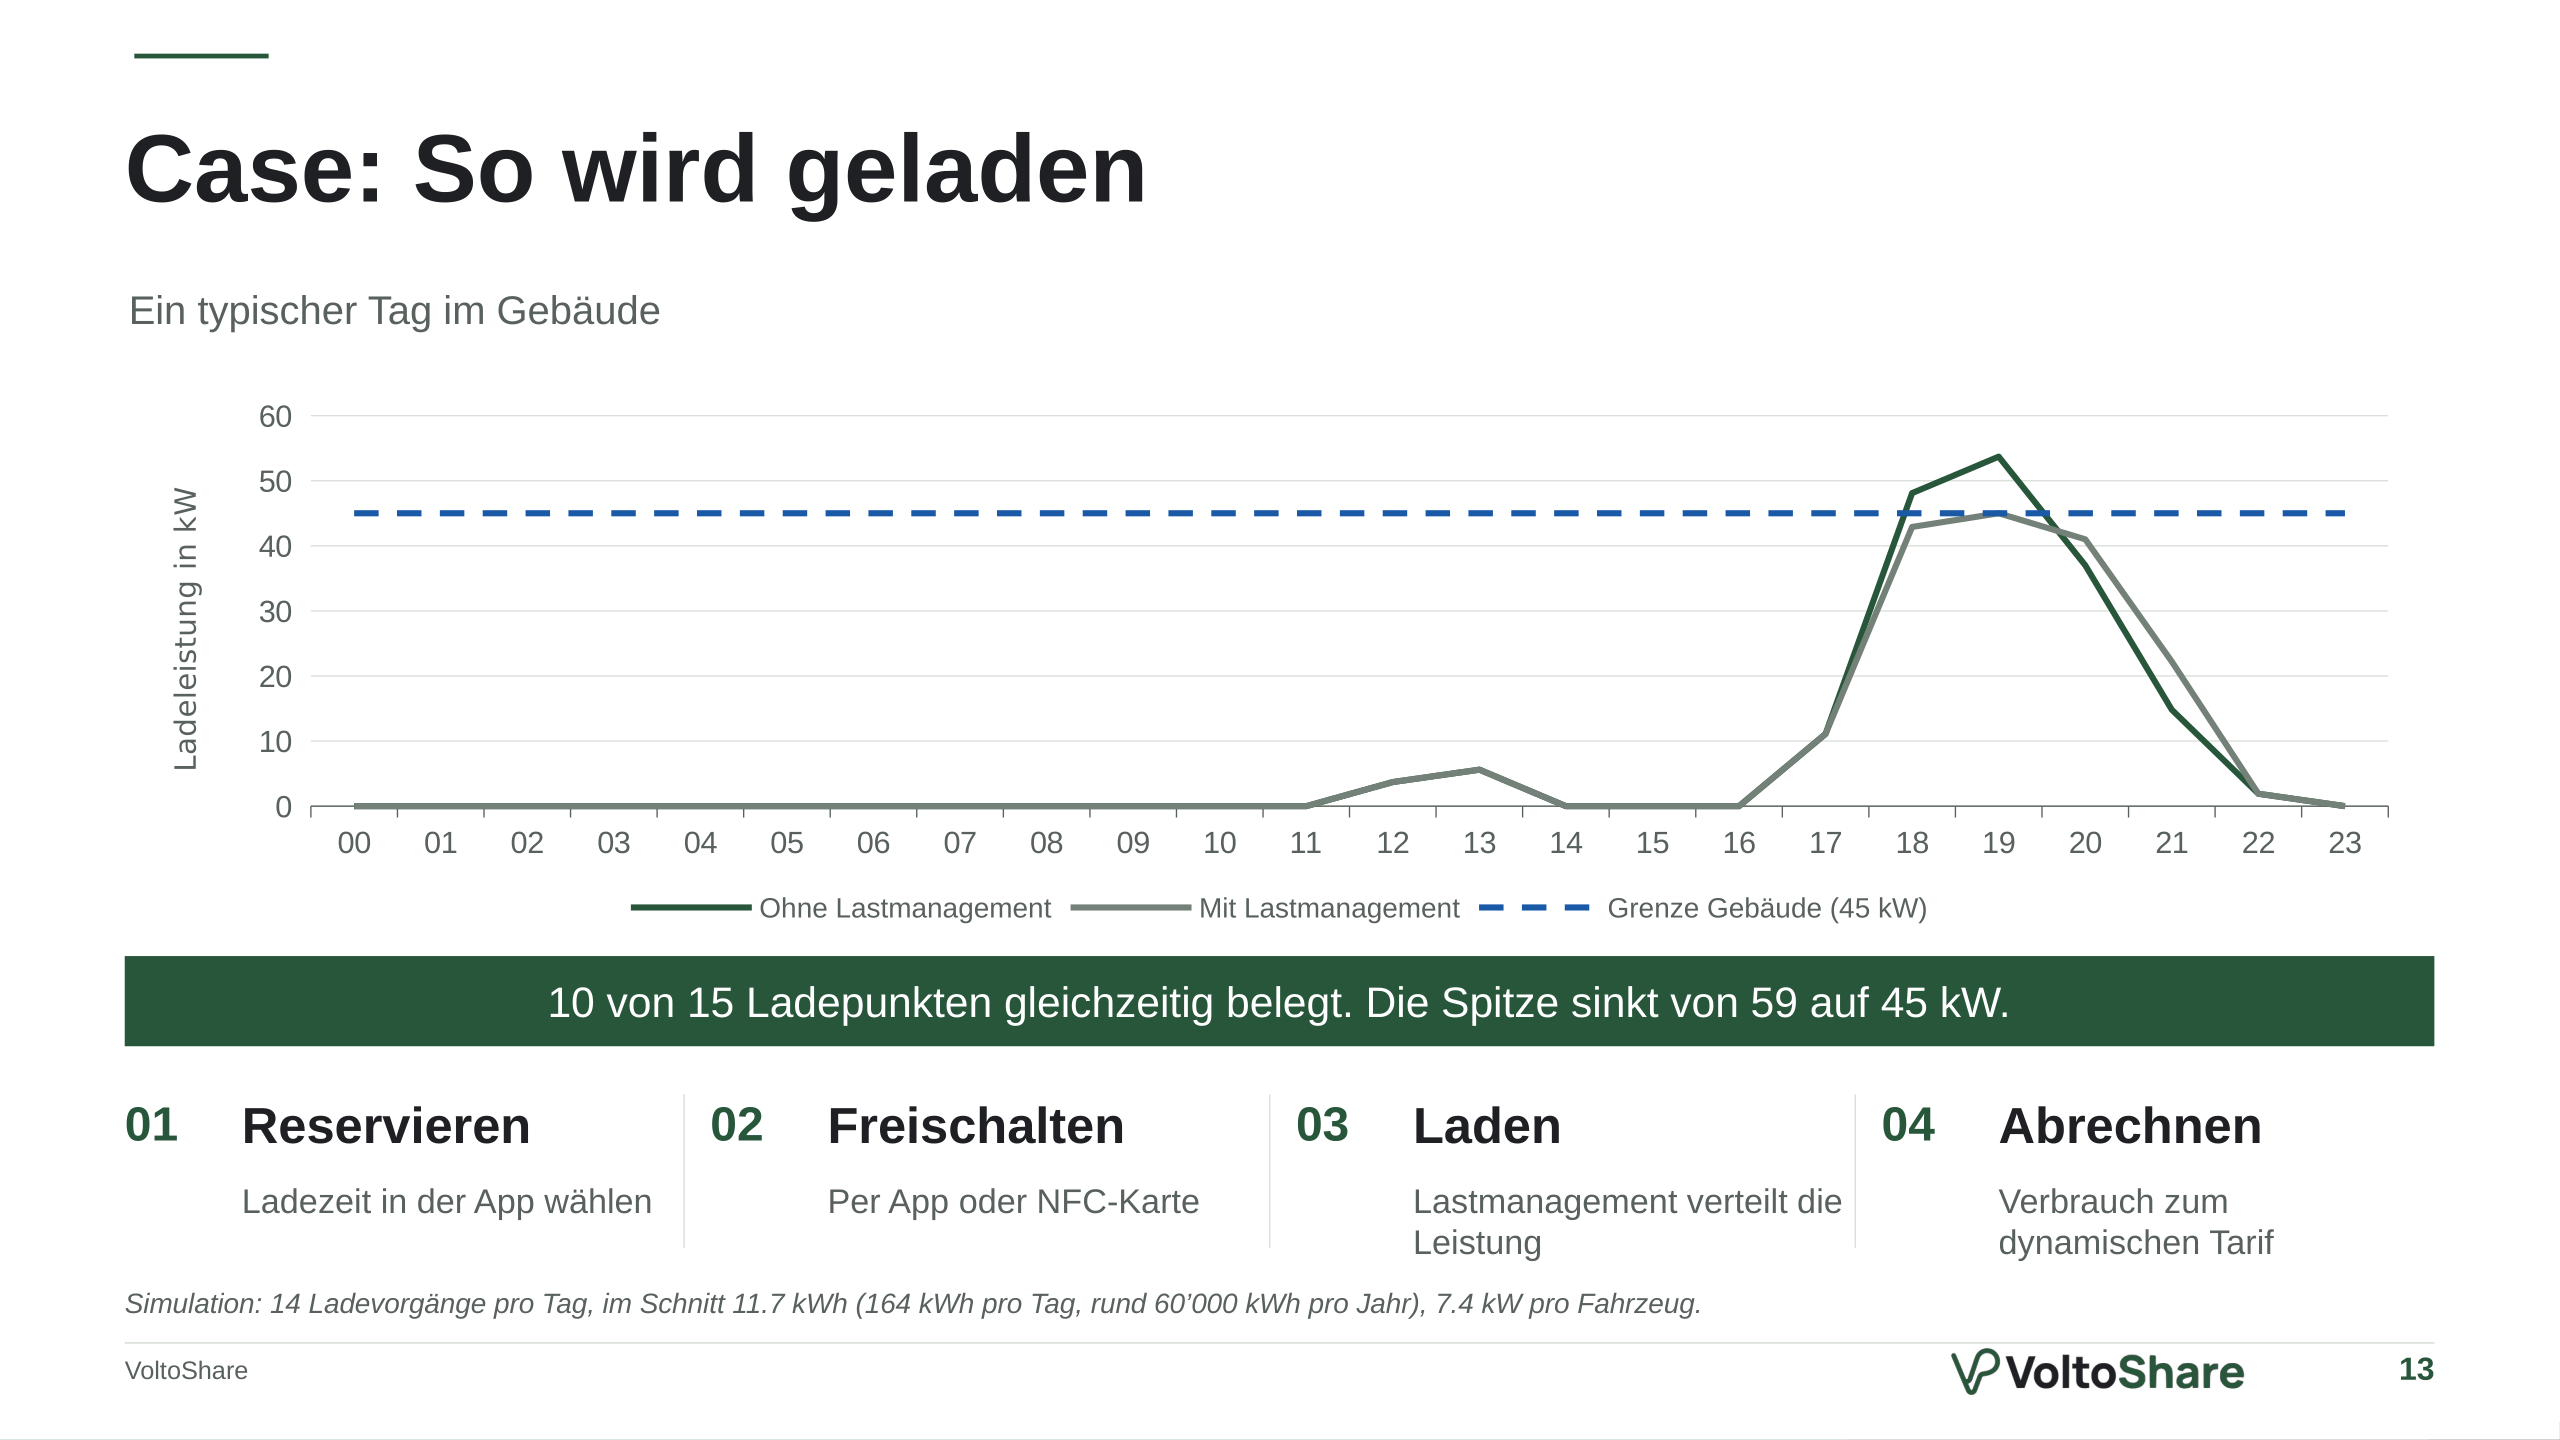 Case: So wird geladen
Ein typischer Tag im Gebäude
Ladeleistung in kW
60
50
40
30
20
10
0
00 01 02 03 04 05 06 07 08 09 10 11 12 13 14 15 16 17 18 19 20 21 22 23
Ohne Lastmanagement Mit Lastmanagement Grenze Gebäude (45 kW)
10 von 15 Ladepunkten gleichzeitig belegt. Die Spitze sinkt von 59 auf 45 kW.
01 Reservieren
Ladezeit in der App wählen
02 Freischalten
Per App oder NFC-Karte
03 Laden
Lastmanagement verteilt die
Leistung
04 Abrechnen
Verbrauch zum
dynamischen Tarif
Simulation: 14 Ladevorgänge pro Tag, im Schnitt 11.7 kWh (164 kWh pro Tag, rund 60’000 kWh pro Jahr), 7.4 kW pro Fahrzeug.
VoltoShare
VoltoShare
13